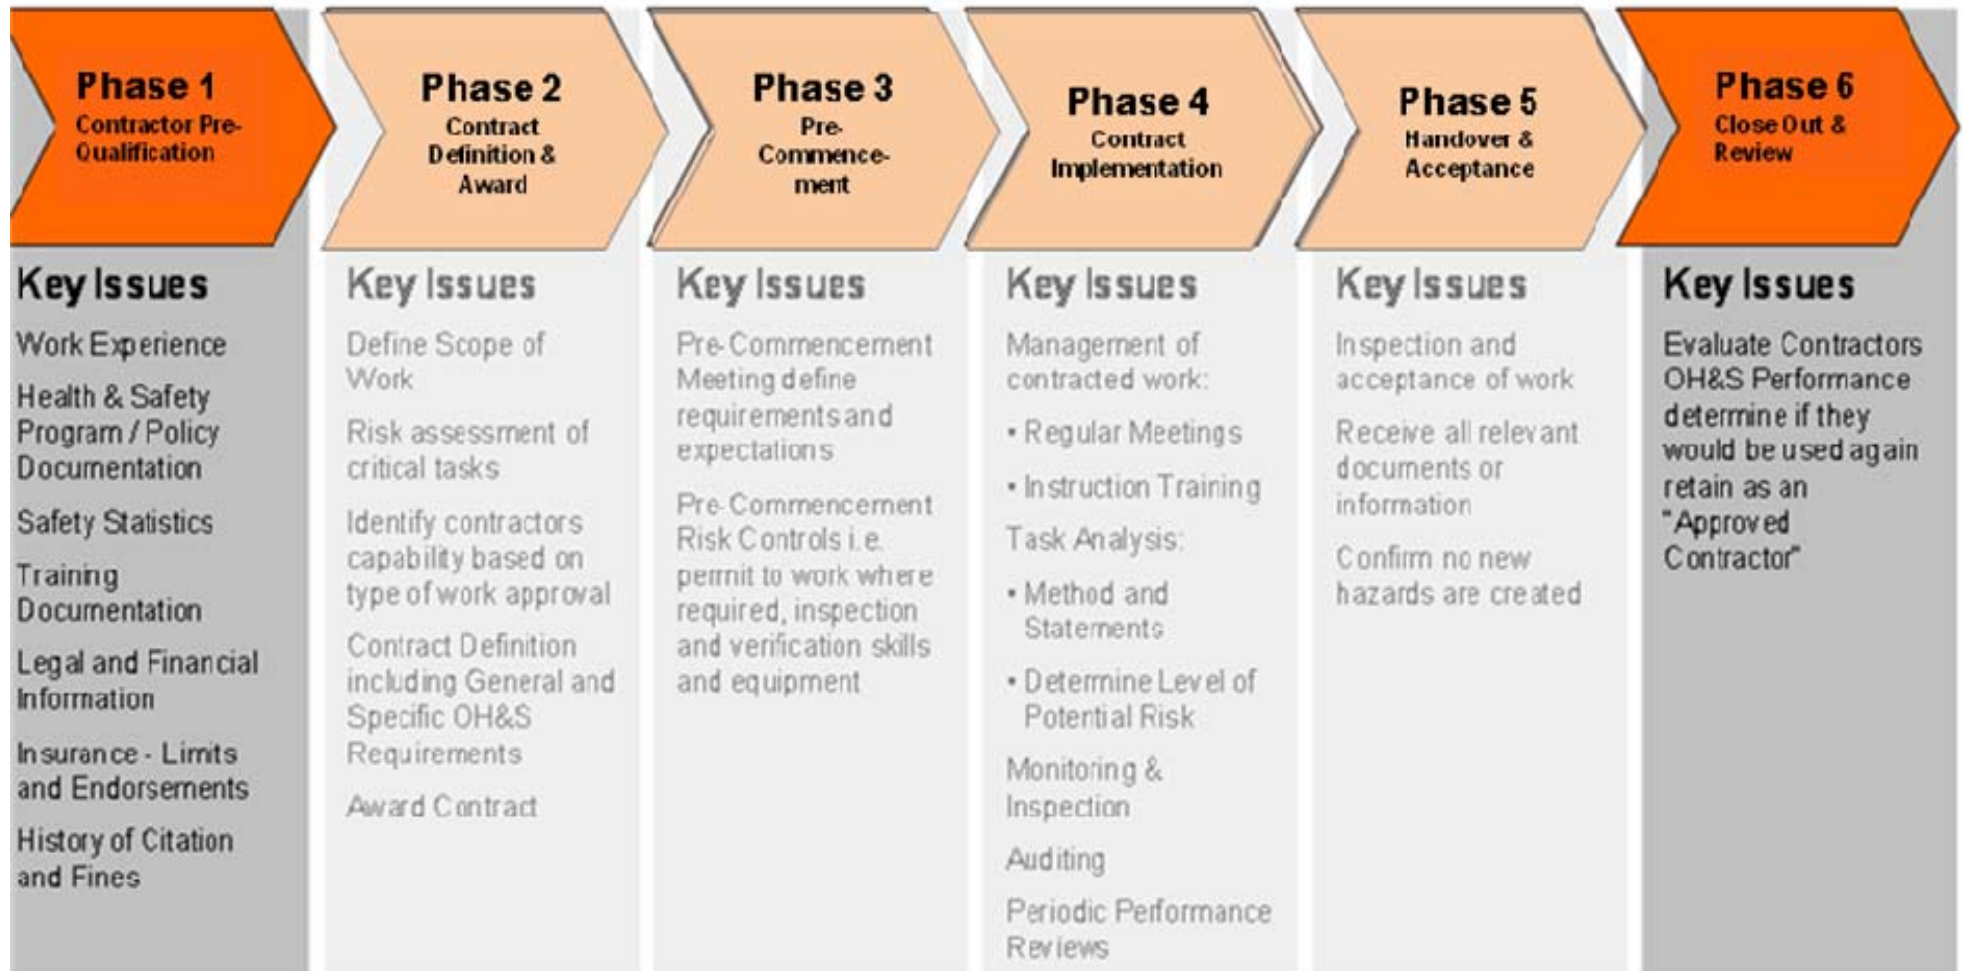 Phase 1
Contractor Pre-
Qualification
Key Issues
Work Experience
Health & Safety
Program / Policy
Documentation
Safety Statistics
Training
Documentation
Legal and Financial
Information
Insurance - Limits
and Endorsements
History of Citation
and Fines
Phase 2
Contract
Definition &
Award
Key Issues
Define Scope of
Work
Risk assessment of
critical tasks
Identify contractors
capability based on
type of work approval
Contract Definition
including General and
Specific OH&S
Requirements
Award Contract
Phase 3
Pre-
Commence-
ment
Key Issues
Pre-Commencement
Meeting define
requirements and
expectations
Pre-Commencement
Risk Controls i.e.
permit to work where
required, inspection
and verification skills
and equipment
Phase 4
Contract
Implementation
Key Issues
Management of
contracted work:
• Regular Meetings
• Instruction Training
Task Analysis:
• Method and
Statements
• Determine Level of
Potential Risk
Monitoring &
Inspection
Auditing
Periodic Performance
Reviews
Phase 5
Handover &
Acceptance
Key Issues
Inspection and
acceptance of work
Receive all relevant
documents or
information
Confirm no new
hazards are created
Phase 6
Close Out &
Review
Key Issues
Evaluate Contractors
OH&S Performance
determine if they
would be used again
retain as an
"Approved
Contractor"